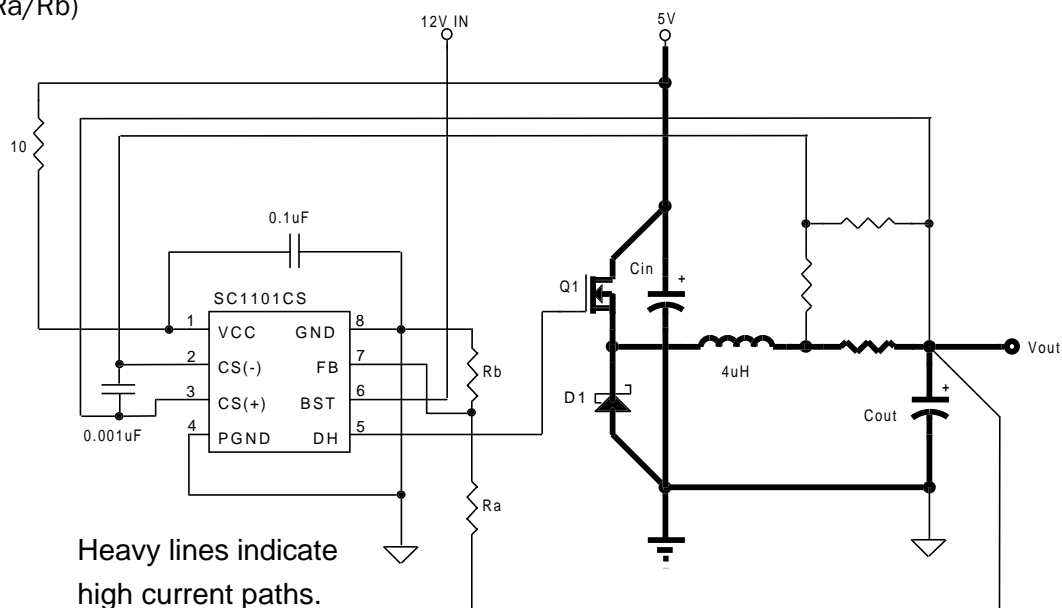 Ra/Rb)
12V IN
5V
10
0.1uF
Q1
Cin
+
SC1101CS
1 VCC GND 8
2 CS(-) FB 7
3 CS(+) BST 6
4 PGND DH 5
0.001uF
Rb
Ra
4uH
D1
Vout
+
Cout
Heavy lines indicate
high current paths.